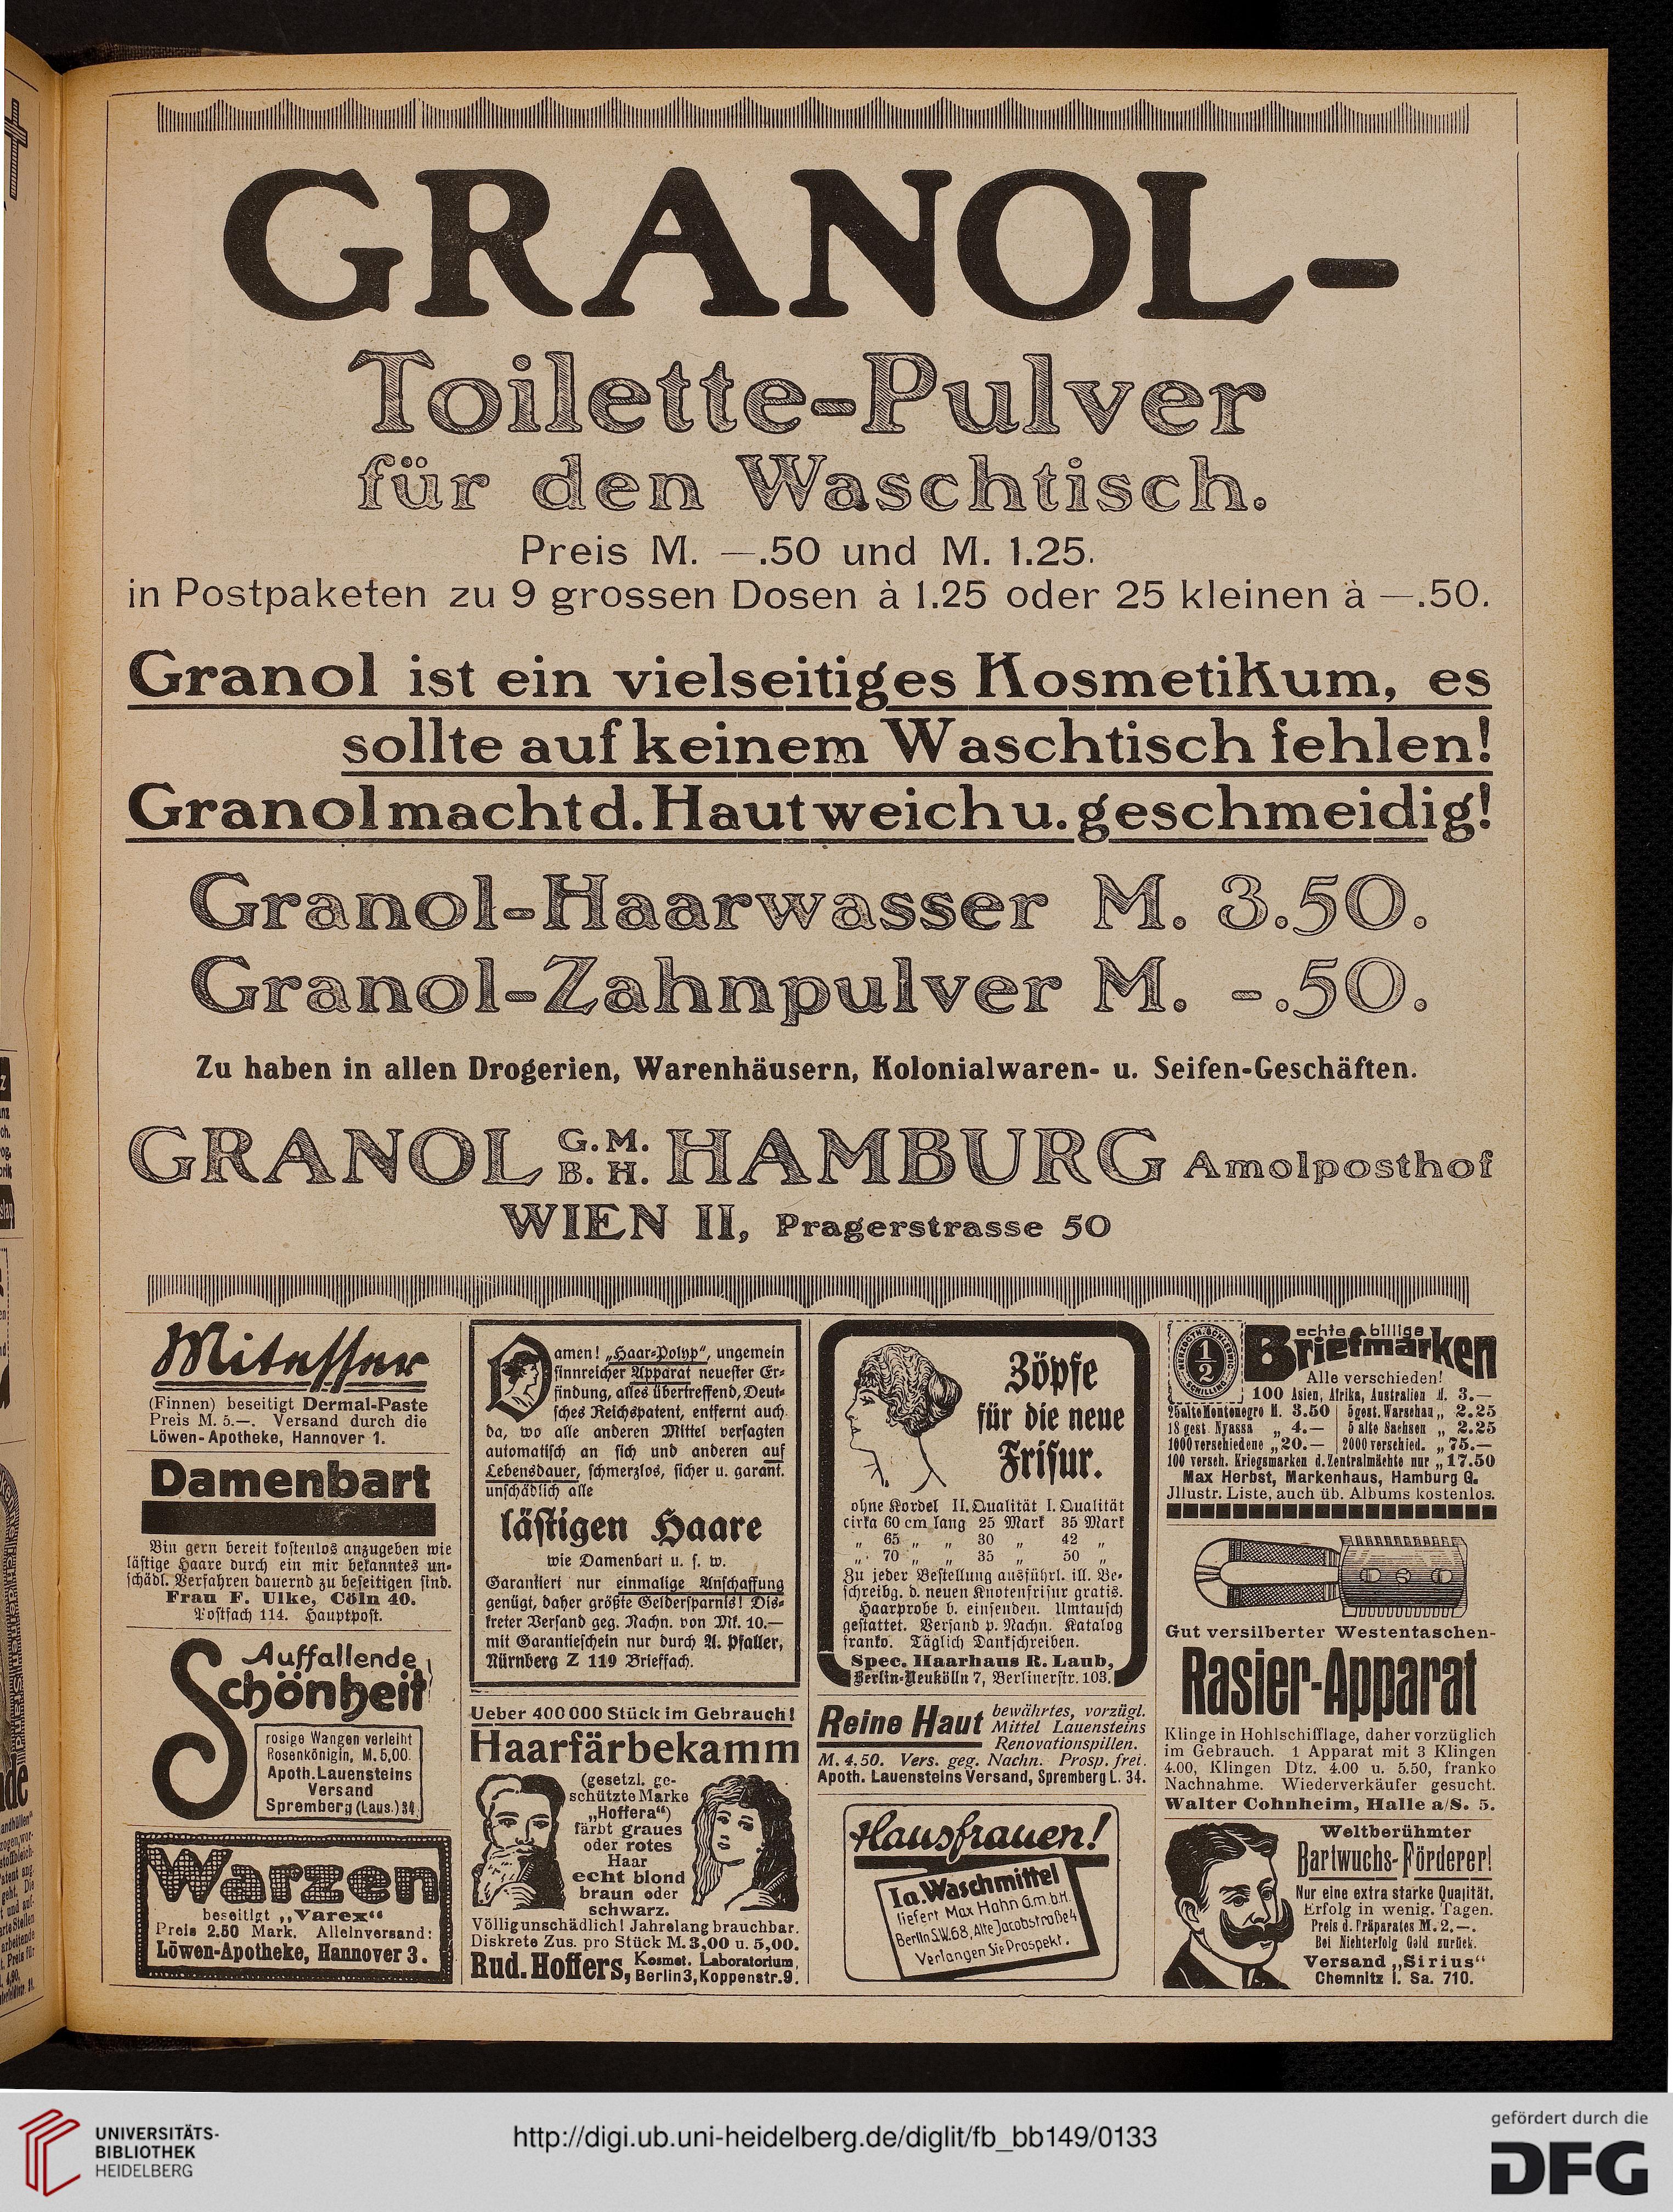 GRANOL-
Toilette-Pulver
für den Waschtisch.
Preis M. —.50 und M. 1.25.
in Postpaketen zu 9 grossen Dosen à 1.25 oder 25 kleinen à —.50.
Granol ist ein vielseitiges Kosmetikum, es
sollte auf keinem Waschtisch fehlen!
Granol macht d. Haut weich u. geschmeidig!
Granol-Haarwasser M. 3.50.
Granol-Zahnpulver M. -.50.
Zu haben in allen Drogerien, Warenhäusern, Kolonialwaren- u. Seifen-Geschäften.
GRANOL G.M.B.H. HAMBURG Amolposthof
WIEN II, Pragerstrasse 50
Mitesser
(Finnen) beseitigt Dermal-Paste
Preis M. 5.—. Versand durch die
Löwen-Apotheke, Hannover 1.
Damenbart
Bin gern bereit kostenlos anzugeben wie
lästige Haare durch ein mir bekanntes un-
schädl. Verfahren dauernd zu beseitigen sind.
Frau F. Ulke, Cöln 40.
Postfach 114. Hauptpost.
Auffallende
Schönheit
rosige Wangen verleiht
Rosenkönigin, M. 5,00.
Apoth. Lauensteins
Versand
Spremberg (Laus.) 34.
Warzen
beseitigt „Varex“
Preis 2.50 Mark. Alleinversand:
Löwen-Apotheke, Hannover 3.
Damen! „Haar-Polyp“, ungemein
sinnreicher Apparat neuester Er-
findung, alles übertreffend, Deut-
sches Reichspatent, entfernt auch
da, wo alle anderen Mittel versagten
automatisch an sich und anderen auf
Lebensdauer, schmerzlos, sicher u. garant.
unschädlich alle
lästigen Haare
wie Damenbart u. s. w.
Garantiert nur einmalige Anschaffung
genügt, daher größte Geldersparnis! Dis-
kreter Versand geg. Nachn. von Mk. 10.—
mit Garantieschein nur durch A. Pfaller,
Nürnberg Z 119 Brieffach.
Ueber 400000 Stück im Gebrauch!
Haarfärbekamm
(gesetzl. ge-
schützte Marke
„Hoffera“)
färbt graues
oder rotes
Haar
echt blond
braun oder
schwarz.
Völlig unschädlich! Jahrelang brauchbar.
Diskrete Zus. pro Stück M. 3,00 u. 5,00.
Rud. Hoffers, Kosmet. Laboratorium,
Berlin 3, Koppenstr. 9.
Zöpfe
für die neue
Frisur.
ohne Kordel II. Qualität I. Qualität
cirka 60 cm lang 25 Mark 35 Mark
„ 65 „ „ 30 „ 42 „
„ 70 „ „ 35 „ 50 „
Zu jeder Bestellung ausführl. ill. Be-
schreibg. d. neuen Knotenfrisur gratis.
Haarprobe b. einsenden. Umtausch
gestattet. Versand p. Nachn. Katalog
franko. Täglich Dankschreiben.
Spec. Haarhaus R. Laub,
Berlin-Neukölln 7, Berlinerstr. 103.
Reine Haut bewährtes, vorzügl.
Mittel Lauensteins
Renovationspillen.
M. 4.50. Vers. geg. Nachn. Prosp. frei.
Apoth. Lauensteins Versand, Spremberg L. 34.
Hausfrauen!
Ia. Waschmittel
liefert Max Hahn G.m.b.H.
Berlin S.W. 68, Alte Jacobstraße 4
Verlangen Sie Prospekt.
HERZOGTH. SCHLESWIG
1/2
SCHILLING
echte billige
Briefmarken
Alle verschieden!
100 Asien, Afrika, Australien M. 3.—
25 alte Montenegro M. 3.50 5 gest. Warschau „ 2.25
18 gest. Nyassa „ 4.— 5 alte Sachsen „ 2.25
1000 verschiedene „ 20.— 2000 verschied. „ 75.—
100 versch. Kriegsmarken d. Zentralmächte nur „ 17.50
Max Herbst, Markenhaus, Hamburg G.
Jllustr. Liste, auch üb. Albums kostenlos.
Gut versilberter Westentaschen-
Rasier-Apparat
Klinge in Hohlschifflage, daher vorzüglich
im Gebrauch. 1 Apparat mit 3 Klingen
4.00, Klingen Dtz. 4.00 u. 5.50, franko
Nachnahme. Wiederverkäufer gesucht.
Walter Cohnheim, Halle a/S. 5.
Weltberühmter
Bartwuchs-Förderer!
Nur eine extra starke Qualität.
Erfolg in wenig. Tagen.
Preis d. Präparates M. 2,—.
Bei Nichterfolg Geld zurück.
Versand „Sirius“
Chemnitz i. Sa. 710.
UNIVERSITÄTS-
BIBLIOTHEK
HEIDELBERG
http://digi.ub.uni-heidelberg.de/diglit/fb_bb149/0133
gefördert durch die
DFG